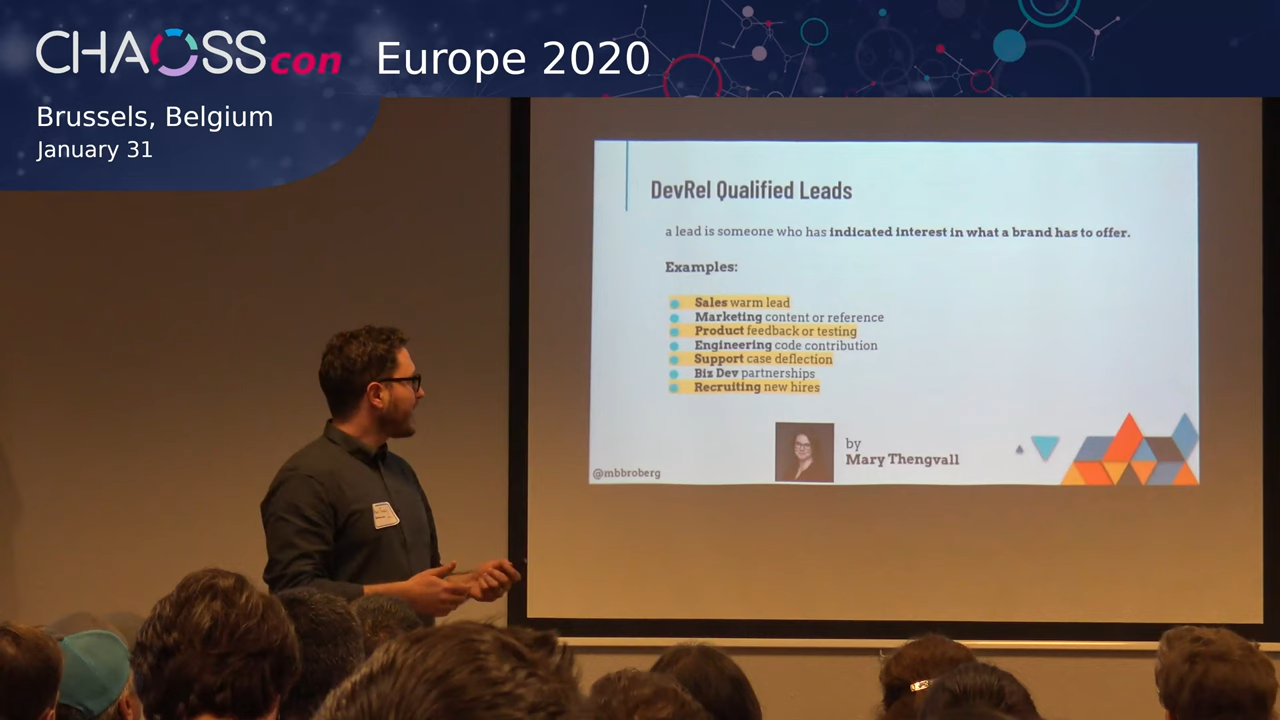 CHAOSScon Europe 2020
Brussels, Belgium
January 31
DevRel Qualified Leads
a lead is someone who has indicated interest in what a brand has to offer.
Examples:
Sales warm lead
Marketing content or reference
Product feedback or testing
Engineering code contribution
Support case deflection
Biz Dev partnerships
Recruiting new hires
by
Mary Thengvall
@mbbroberg